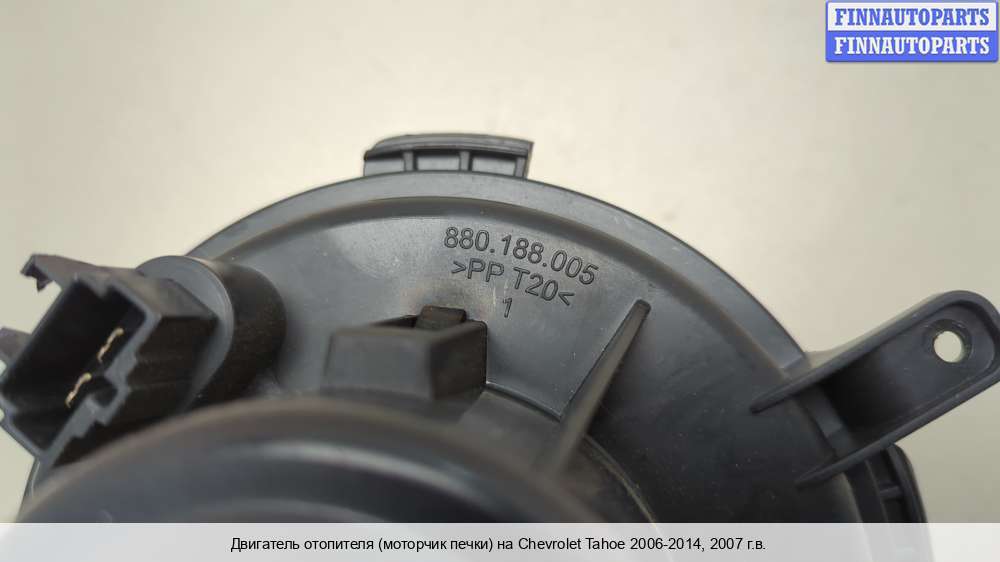 FINNAUTOPARTS
FINNAUTOPARTS
880.188.005
>PP T20<
1
Двигатель отопителя (моторчик печки) на Chevrolet Tahoe 2006-2014, 2007 г.в.